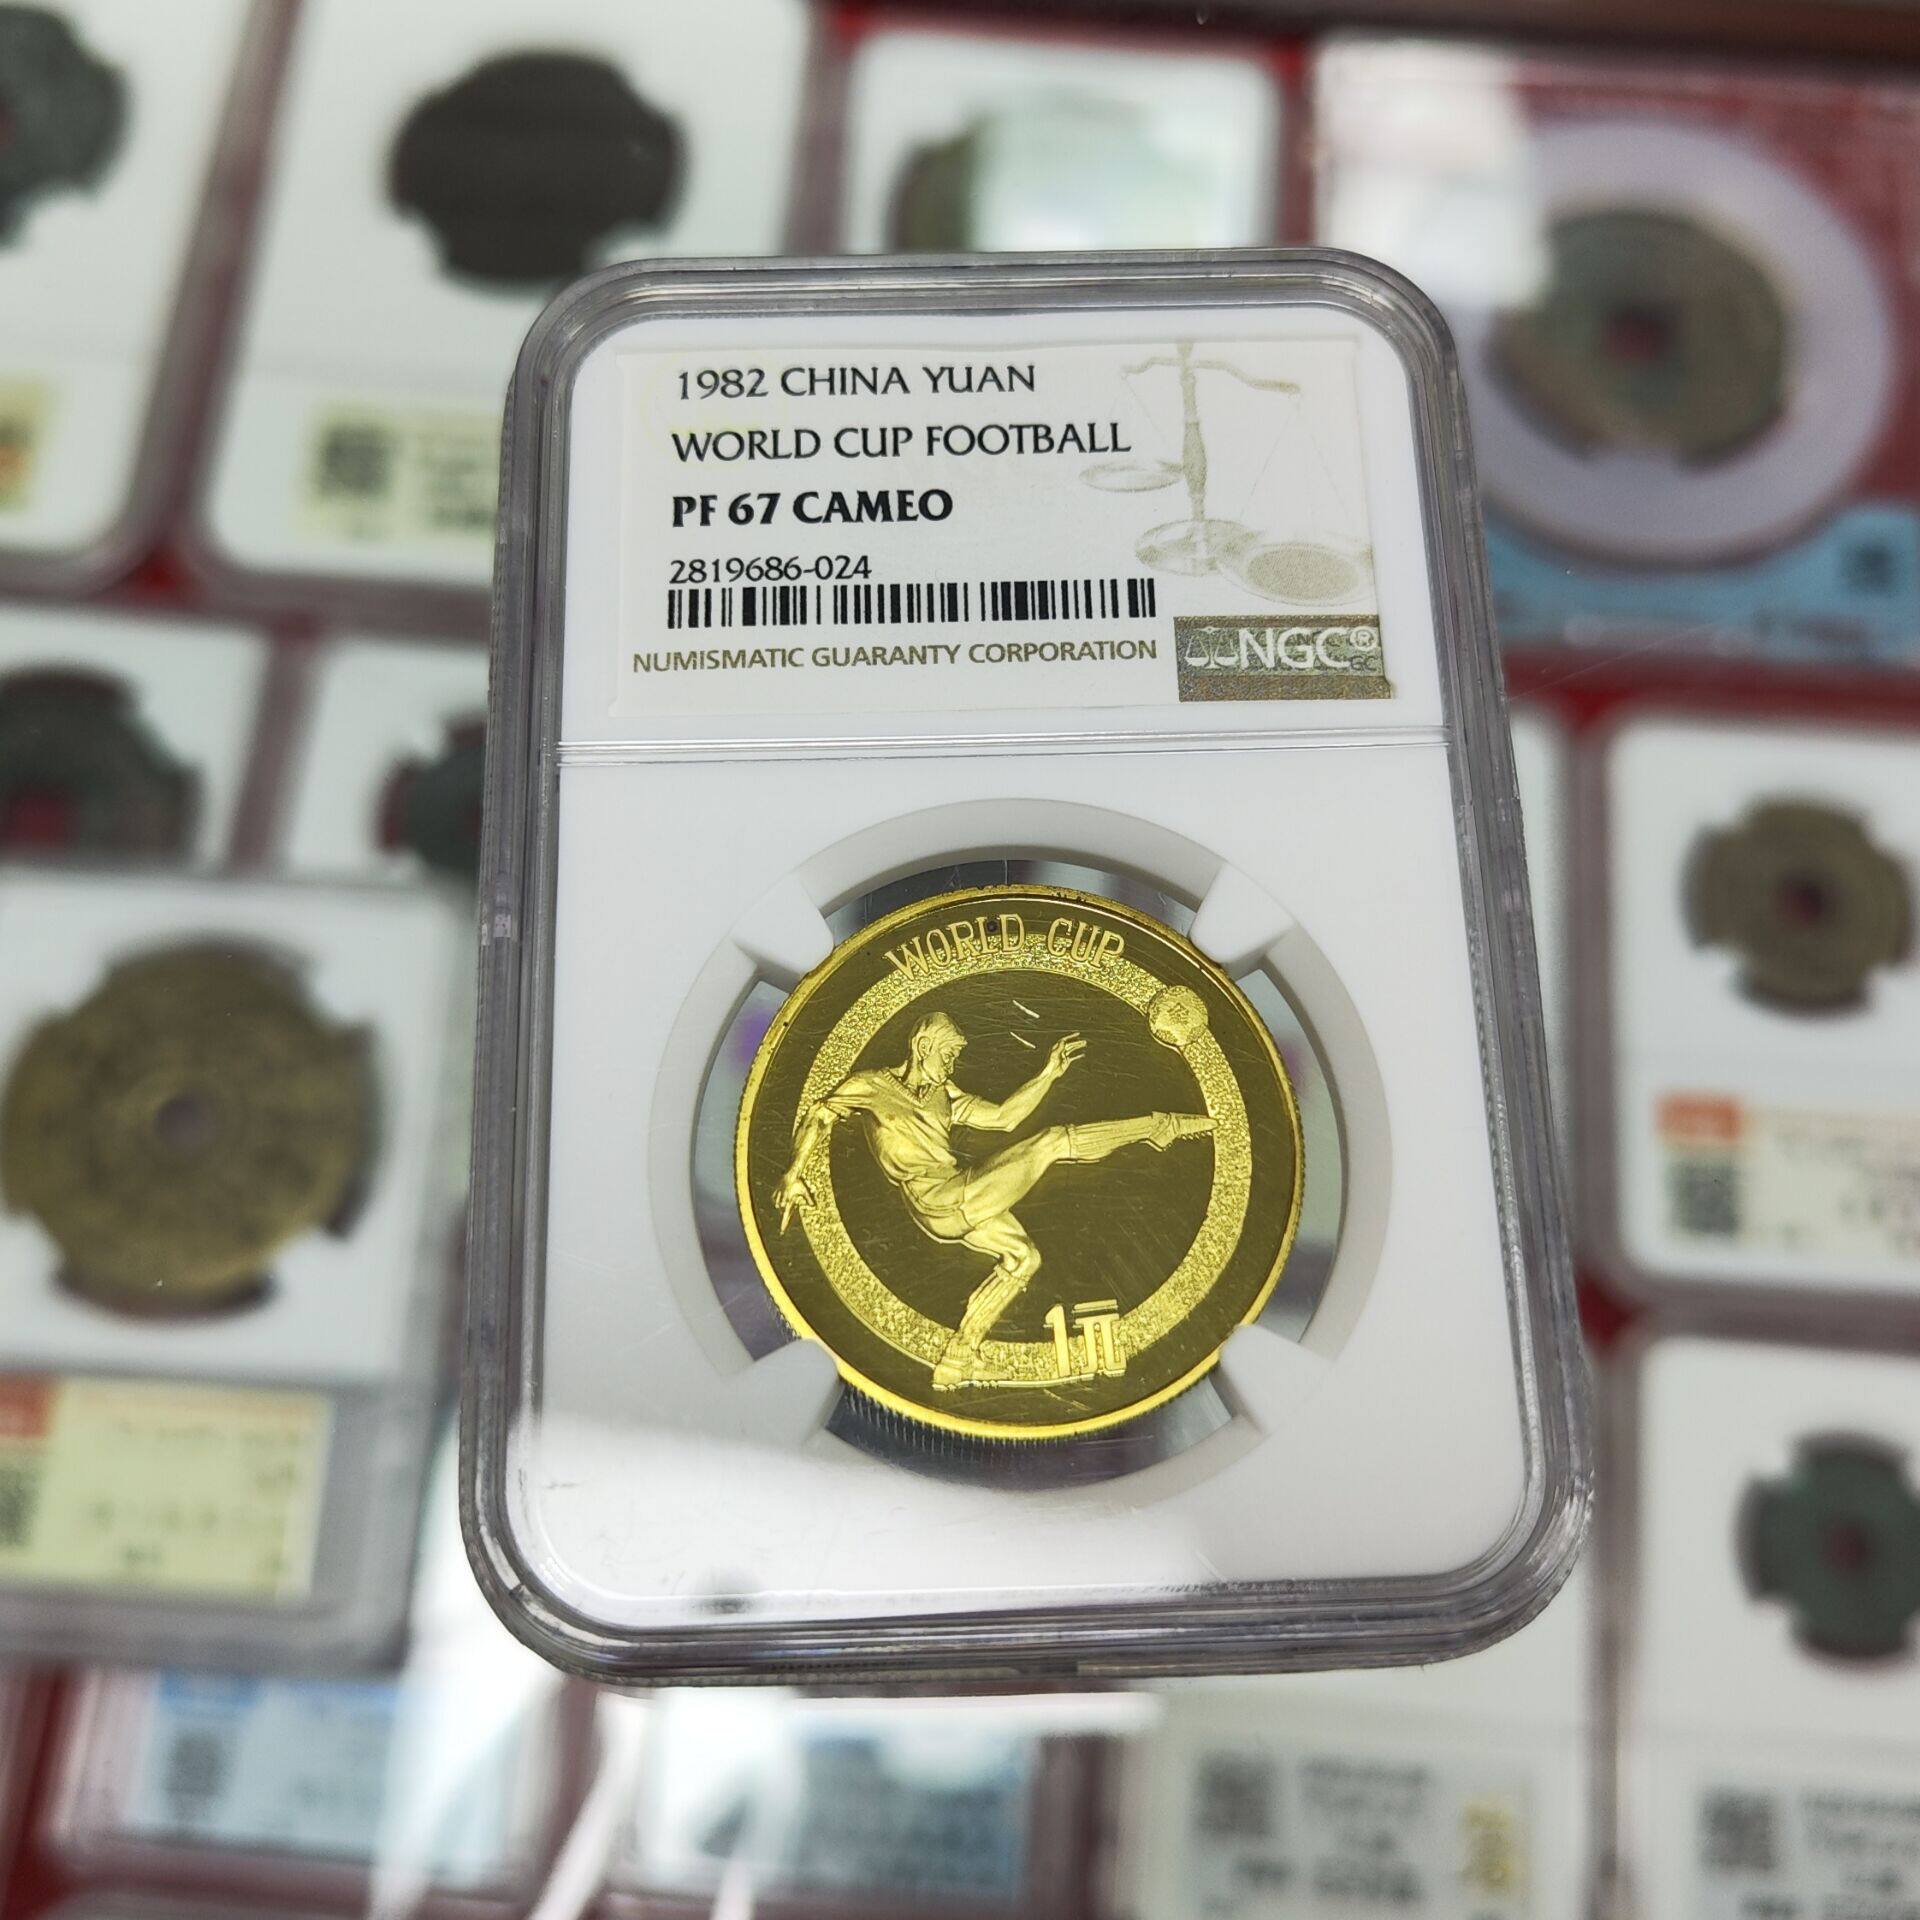 1982 CHINA YUAN
WORLD CUP FOOTBALL
PF 67 CAMEO
2819686-024
NUMISMATIC GUARANTY CORPORATION
NGC®
WORLD CUP
1元